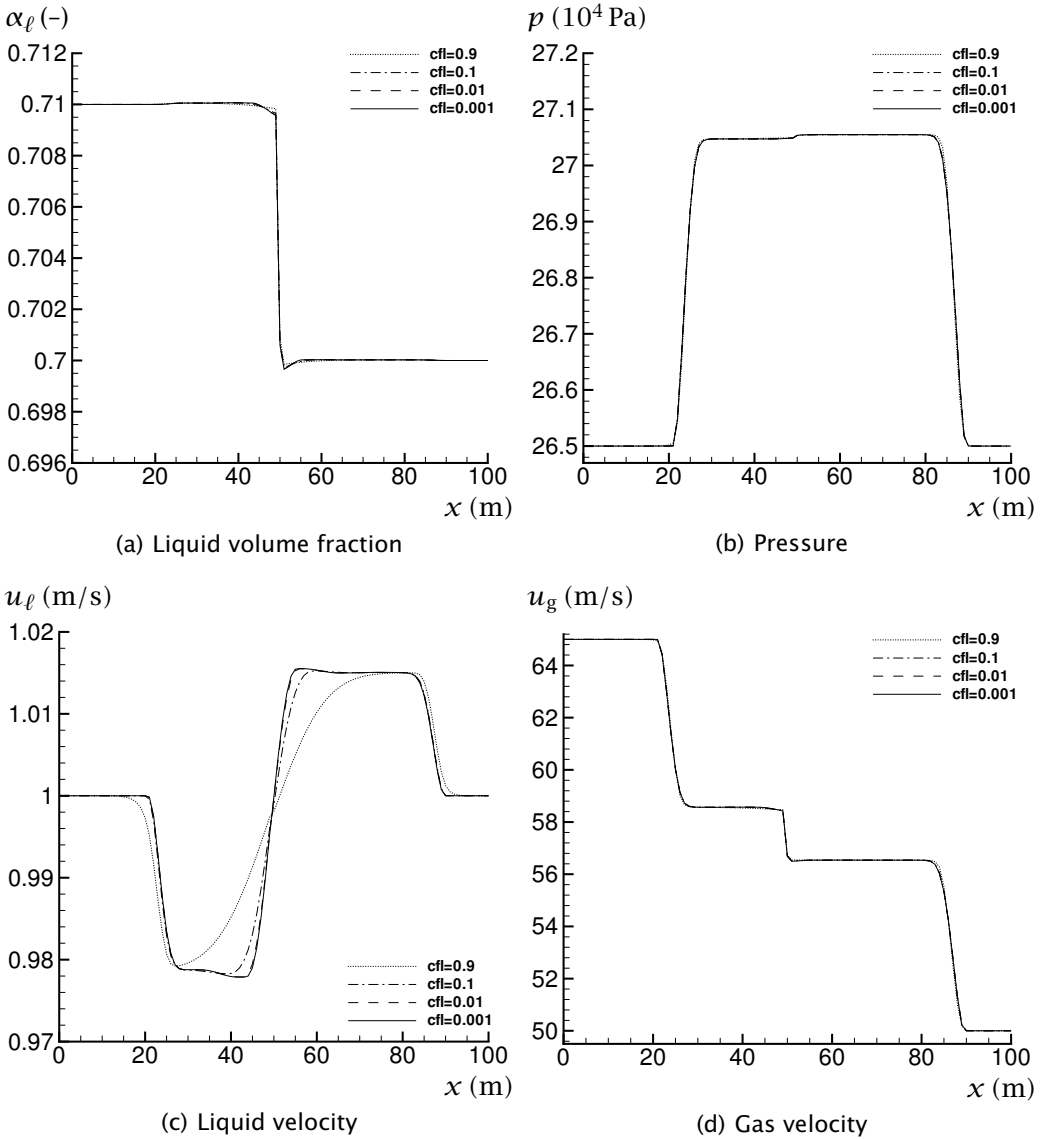 αℓ (–)
0.712
0.71
0.708
0.706
0.704
0.702
0.7
0.698
0.696
0 20 40 60 80 100
x (m)
cfl=0.9
cfl=0.1
cfl=0.01
cfl=0.001
(a) Liquid volume fraction
p (10⁴ Pa)
27.2
27.1
27
26.9
26.8
26.7
26.6
26.5
0 20 40 60 80 100
x (m)
cfl=0.9
cfl=0.1
cfl=0.01
cfl=0.001
(b) Pressure
uℓ (m/s)
1.02
1.01
1
0.99
0.98
0.97
0 20 40 60 80 100
x (m)
cfl=0.9
cfl=0.1
cfl=0.01
cfl=0.001
(c) Liquid velocity
ug (m/s)
64
62
60
58
56
54
52
50
0 20 40 60 80 100
x (m)
cfl=0.9
cfl=0.1
cfl=0.01
cfl=0.001
(d) Gas velocity